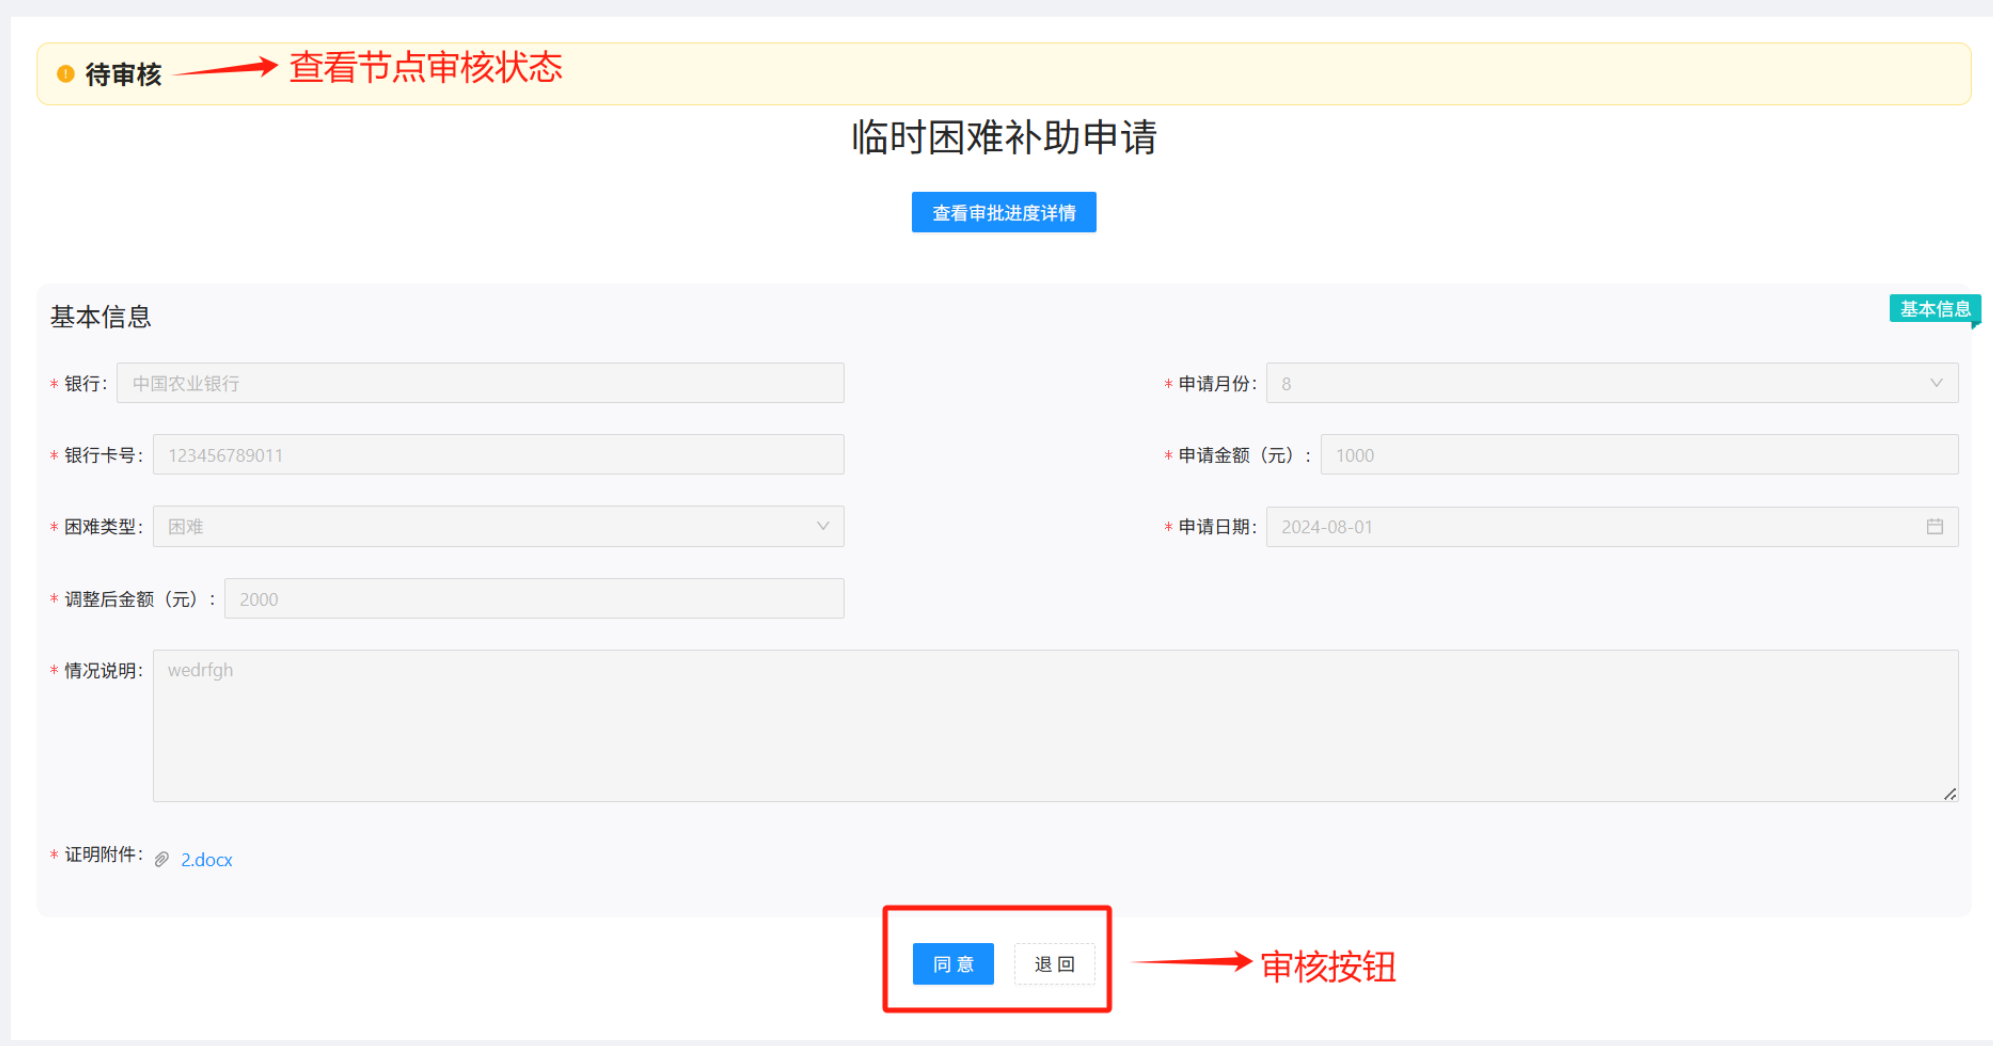 待审核
查看节点审核状态
临时困难补助申请
查看审批进度详情
基本信息
基本信息
* 银行: 中国农业银行
* 申请月份: 8
* 银行卡号: 123456789011
* 申请金额（元）: 1000
* 困难类型: 困难
* 申请日期: 2024-08-01
* 调整后金额（元）: 2000
* 情况说明: wedrfgh
* 证明附件: 2.docx
同意
退回
审核按钮